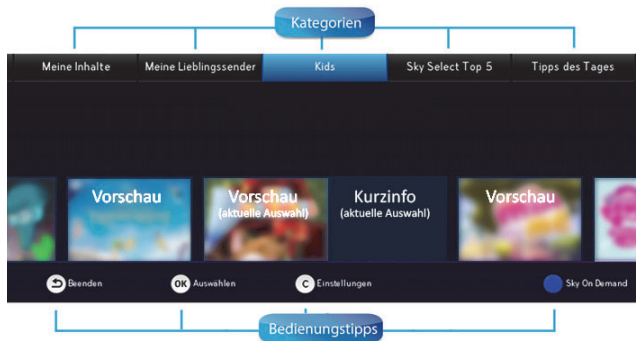 Kategorien
Meine Inhalte Meine Lieblingssender Kids Sky Select Top 5 Tipps des Tages
Vorschau Vorschau Kurzinfo Vorschau
(aktuelle Auswahl) (aktuelle Auswahl)
Beenden OK Auswählen C Einstellungen Sky On Demand
Bedienungstipps